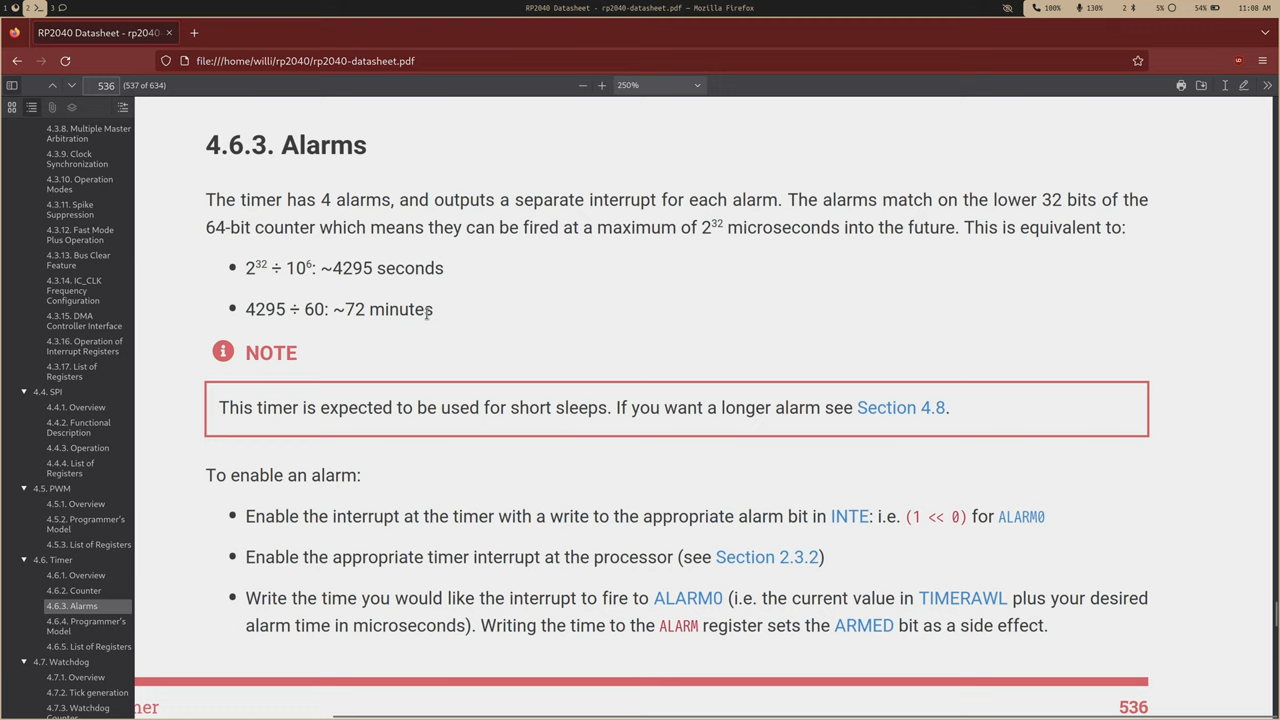 1 2 3 RP2040 Datasheet - rp2040-datasheet.pdf — Mozilla Firefox 100% 130% 2 5% 54% 11:08 AM
RP2040 Datasheet - rp2040-
file:///home/willi/rp2040/rp2040-datasheet.pdf
536 (537 of 634) 250%
4.3.8. Multiple Master
Arbitration
4.3.9. Clock
Synchronization
4.3.10. Operation
Modes
4.3.11. Spike
Suppression
4.3.12. Fast Mode
Plus Operation
4.3.13. Bus Clear
Feature
4.3.14. IC_CLK
Frequency
Configuration
4.3.15. DMA
Controller Interface
4.3.16. Operation of
Interrupt Registers
4.3.17. List of
Registers
4.4. SPI
4.4.1. Overview
4.4.2. Functional
Description
4.4.3. Operation
4.4.4. List of
Registers
4.5. PWM
4.5.1. Overview
4.5.2. Programmer's
Model
4.5.3. List of Registers
4.6. Timer
4.6.1. Overview
4.6.2. Counter
4.6.3. Alarms
4.6.4. Programmer's
Model
4.6.5. List of Registers
4.7. Watchdog
4.7.1. Overview
4.7.2. Tick generation
4.7.3. Watchdog
4.6.3. Alarms
The timer has 4 alarms, and outputs a separate interrupt for each alarm. The alarms match on the lower 32 bits of the
64-bit counter which means they can be fired at a maximum of 2³² microseconds into the future. This is equivalent to:
• 2³² ÷ 10⁶: ~4295 seconds
• 4295 ÷ 60: ~72 minutes
NOTE
This timer is expected to be used for short sleeps. If you want a longer alarm see Section 4.8.
To enable an alarm:
• Enable the interrupt at the timer with a write to the appropriate alarm bit in INTE: i.e. (1 << 0) for ALARM0
• Enable the appropriate timer interrupt at the processor (see Section 2.3.2)
• Write the time you would like the interrupt to fire to ALARM0 (i.e. the current value in TIMERAWL plus your desired
alarm time in microseconds). Writing the time to the ALARM register sets the ARMED bit as a side effect.
mer 536